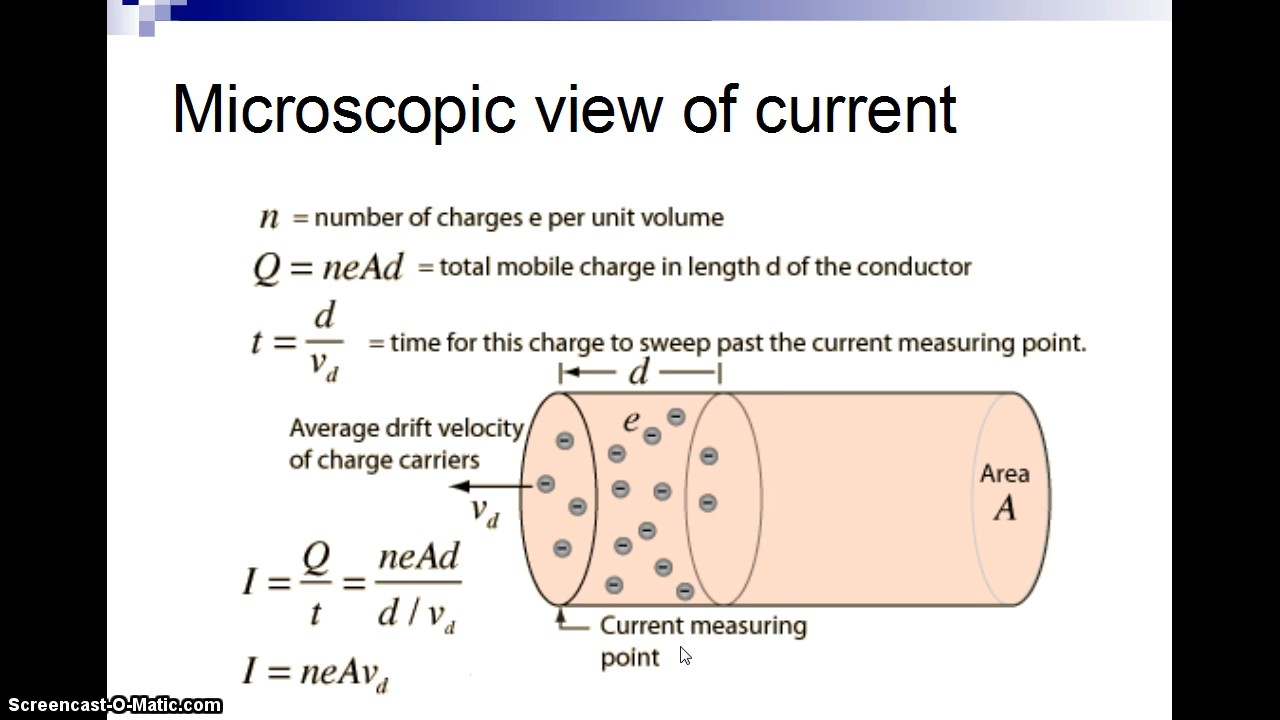 Microscopic view of current
n = number of charges e per unit volume
Q = neAd = total mobile charge in length d of the conductor
t = d / v_d = time for this charge to sweep past the current measuring point.
d
e
Average drift velocity
of charge carriers
v_d
Area
A
I = Q / t = neAd / d / v_d
Current measuring
point
I = neAv_d
Screencast-O-Matic.com